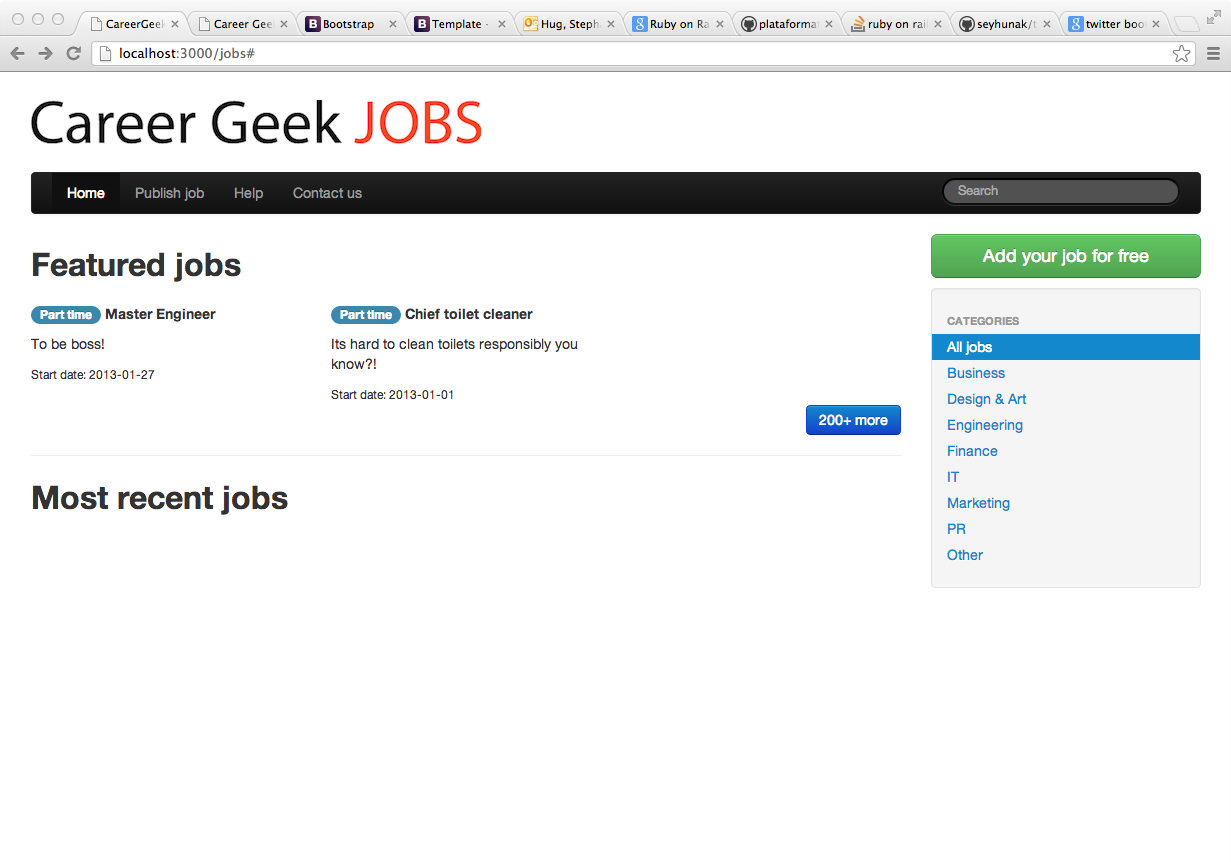 CareerGeek
Career Gee
Bootstrap
Template -
Hug, Steph
Ruby on Ra
plataforma
ruby on rail
seyhunak/t
twitter boo
localhost:3000/jobs#
Career Geek JOBS
Home
Publish job
Help
Contact us
Search
Featured jobs
Part time Master Engineer
To be boss!
Start date: 2013-01-27
Part time Chief toilet cleaner
Its hard to clean toilets responsibly you
know?!
Start date: 2013-01-01
200+ more
Most recent jobs
Add your job for free
CATEGORIES
All jobs
Business
Design & Art
Engineering
Finance
IT
Marketing
PR
Other